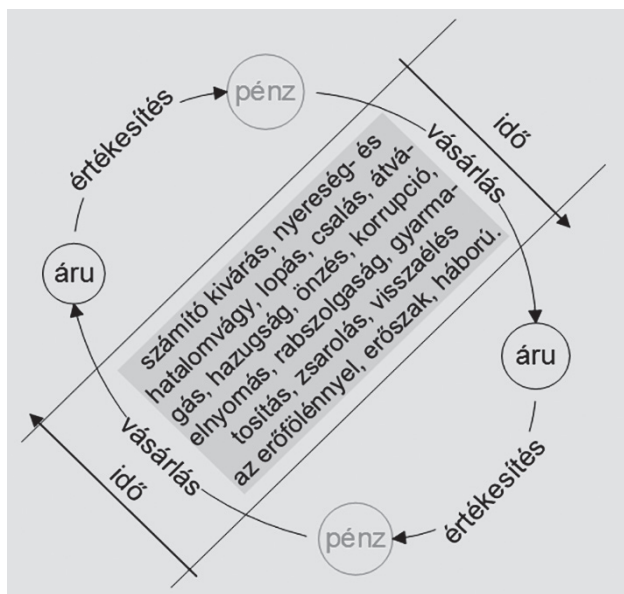 pénz
értékesítés
vásárlás
idő
áru
számító kivárás, nyereség- és
hatalomvágy, lopás, csalás, átvá-
gás, hazugság, önzés, korrupció,
elnyomás, rabszolgaság, gyarma-
tosítás, zsarolás, visszaélés
az erőfölénnyel, erőszak, háború.
áru
vásárlás
idő
értékesítés
pénz